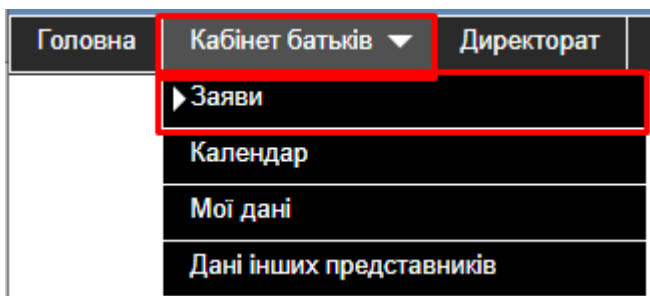 Головна Кабінет батьків Директорат
Заяви
Календар
Мої дані
Дані інших представників